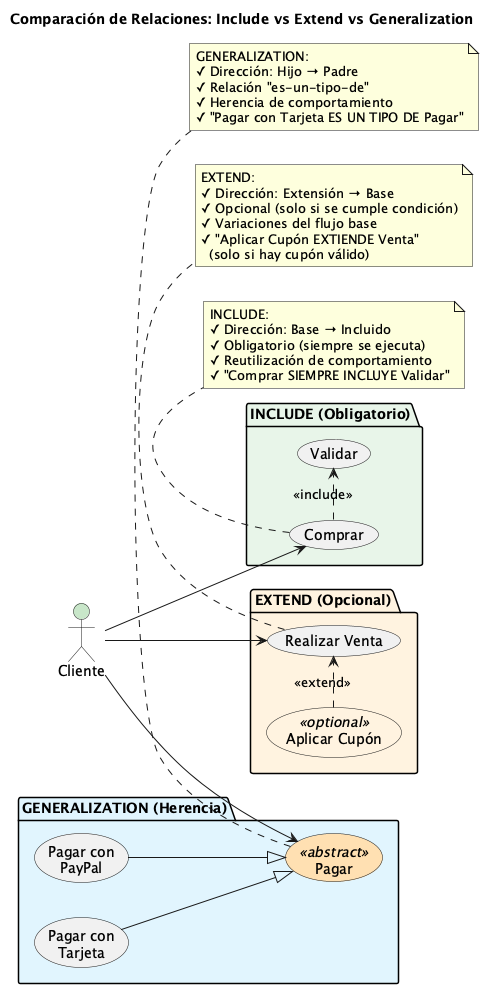 Comparación de Relaciones: Include vs Extend vs Generalization
GENERALIZATION:
✓ Dirección: Hijo → Padre
✓ Relación "es-un-tipo-de"
✓ Herencia de comportamiento
✓ "Pagar con Tarjeta ES UN TIPO DE Pagar"
EXTEND:
✓ Dirección: Extensión → Base
✓ Opcional (solo si se cumple condición)
✓ Variaciones del flujo base
✓ "Aplicar Cupón EXTIENDE Venta"
(solo si hay cupón válido)
INCLUDE:
✓ Dirección: Base → Incluido
✓ Obligatorio (siempre se ejecuta)
✓ Reutilización de comportamiento
✓ "Comprar SIEMPRE INCLUYE Validar"
INCLUDE (Obligatorio)
Validar
«include»
Comprar
EXTEND (Opcional)
Realizar Venta
«extend»
«optional»
Aplicar Cupón
Cliente
GENERALIZATION (Herencia)
Pagar con
PayPal
«abstract»
Pagar
Pagar con
Tarjeta